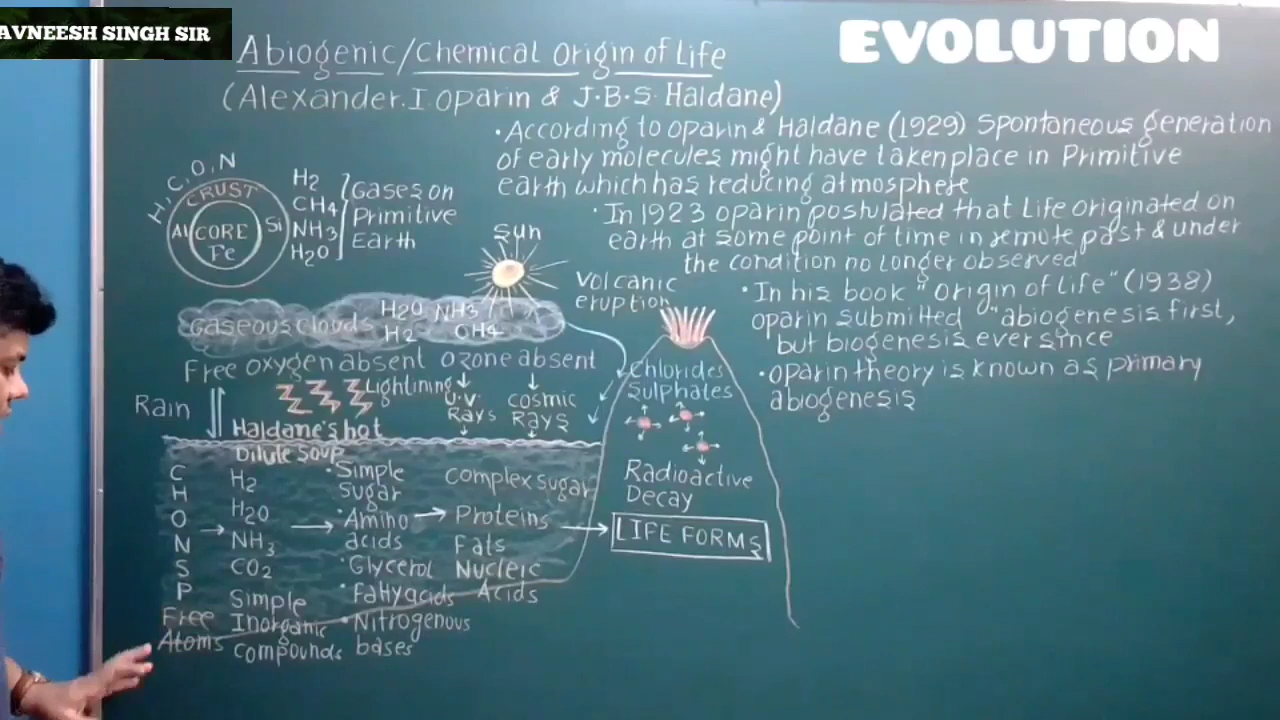 AVNEESH SINGH SIR
EVOLUTION
Abiogenic/Chemical Origin of Life
(Alexander.I.Oparin & J.B.S. Haldane)
• According to oparin & Haldane (1929) Spontaneous generation
of early molecules might have taken place in Primitive
earth which has reducing atmosphere
• In 1923 oparin postulated that Life originated on
earth at some point of time in remote past & under
the condition no longer observed
• In his book "origin of life" (1938)
oparin submitted "abiogenesis first,
but biogenesis ever since
• oparin theory is known as primary
abiogenesis
H, C, O, N
CRUST
Al
CORE
Fe
Si
H2
CH4
NH3
H2O
Gases on
Primitive
Earth
Sun
Volcanic
eruption
Gaseous clouds
H2O NH3
H2 CH4
Free oxygen absent ozone absent
Rain
Lightining
U.V.
Rays
cosmic
Rays
Chlorides
Sulphates
Haldane's hot
Dilute soup
C
H
O
N
S
P
Free
Atoms
H2
H2O
NH3
CO2
Simple
Inorganic
compounds
• Simple
sugar
• Amino
acids
• Glycerol
• Fattyacids
• Nitrogenous
bases
Complex sugar
Proteins
Fats
Nucleic
Acids
Radioactive
Decay
LIFE FORMS